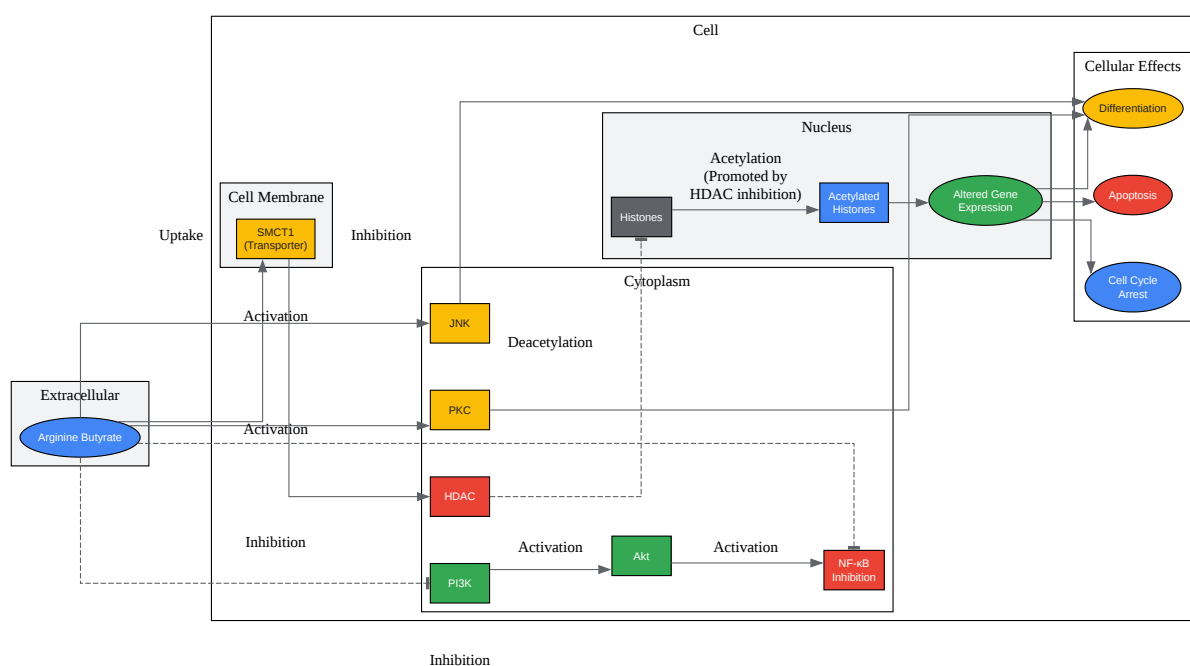 Cell
Cellular Effects
Differentiation
Nucleus
Acetylation
(Promoted by
HDAC inhibition)
Cell Membrane
Acetylated
Histones
Altered Gene
Expression
Apoptosis
Histones
Uptake
SMCT1
(Transporter)
Inhibition
Cytoplasm
Cell Cycle
Arrest
Activation
JNK
Deacetylation
Extracellular
PKC
Arginine Butyrate
Activation
HDAC
Inhibition
Activation
Akt
Activation
NF-κB
Inhibition
PI3K
Inhibition